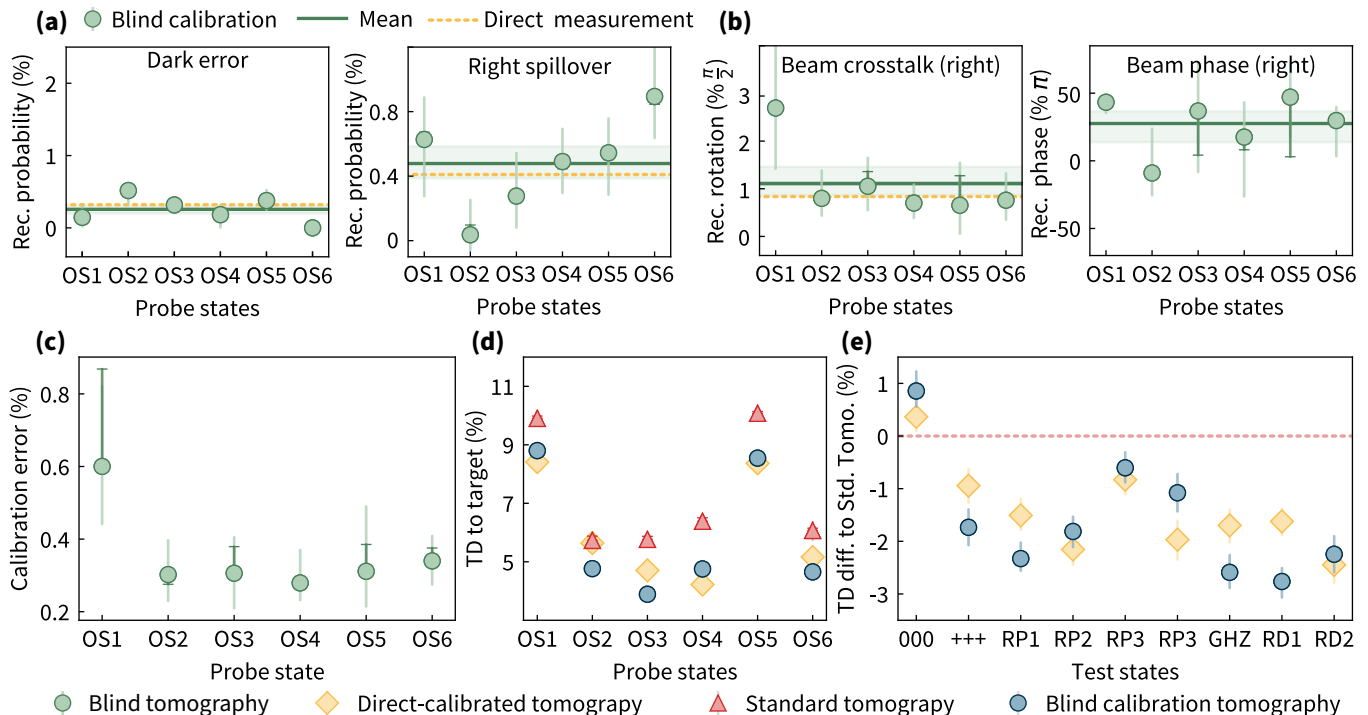 (a) Blind calibration Mean Direct measurement (b)
Dark error
Rec. probability (%)
2
1
0
OS1 OS2 OS3 OS4 OS5 OS6
Probe states
Right spillover
Rec. probability (%)
0.8
0.4
0
OS1 OS2 OS3 OS4 OS5 OS6
Probe states
Beam crosstalk (right)
Rec. rotation (% π/2)
3
2
1
0
OS1 OS2 OS3 OS4 OS5 OS6
Probe states
Beam phase (right)
Rec. phase (% π)
50
0
-50
OS1 OS2 OS3 OS4 OS5 OS6
Probe states
(c)
Calibration error (%)
0.8
0.6
0.4
0.2
OS1 OS2 OS3 OS4 OS5 OS6
Probe state
(d)
TD to target (%)
11
9
7
5
OS1 OS2 OS3 OS4 OS5 OS6
Probe states
(e)
TD diff. to Std. Tomo. (%)
1
0
-1
-2
-3
000 +++ RP1 RP2 RP3 RP3 GHZ RD1 RD2
Test states
Blind tomography Direct-calibrated tomograpy Standard tomograpy Blind calibration tomography